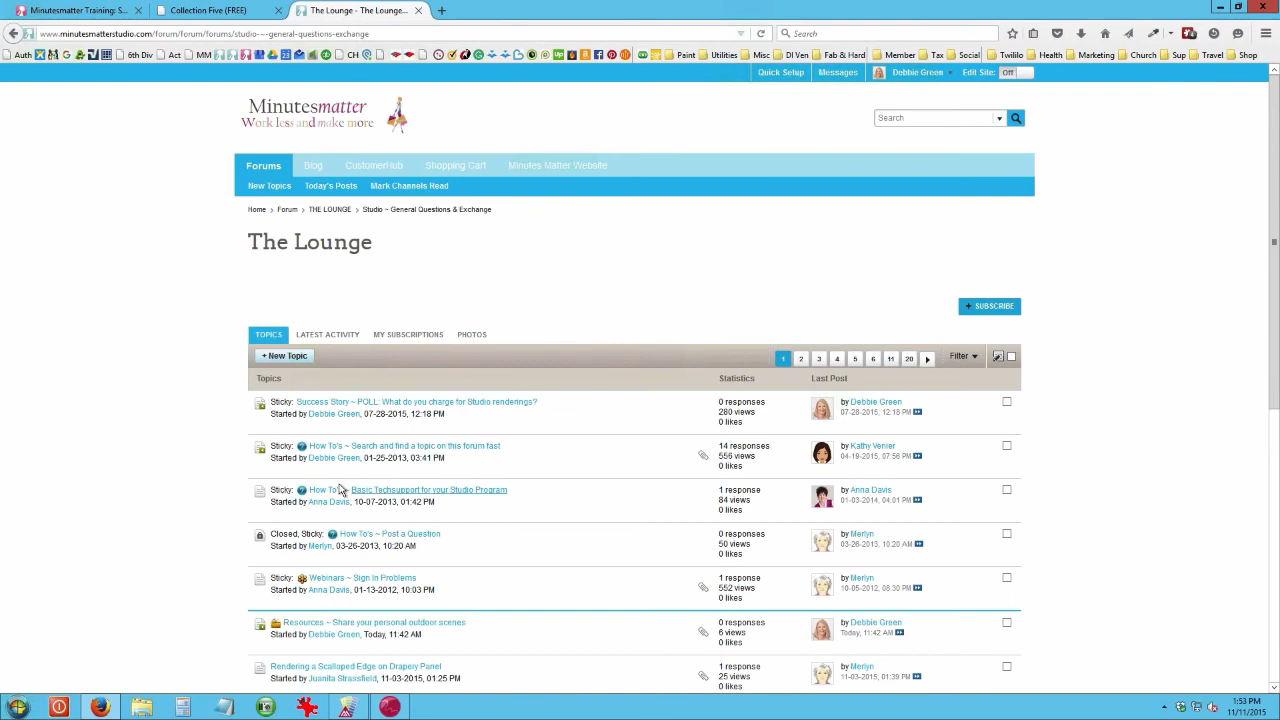 Minutesmatter Training: S...
Collection Five (FREE)
The Lounge - The Lounge...
www.minutesmatterstudio.com/forum/forum/forums/studio-~-general-questions-exchange
Search
Auth
6th Div
Act
MM
CH
Paint
Utilities
Misc
DI Ven
Fab & Hard
Member
Tax
Social
Twilio
Health
Marketing
Church
Sup
Travel
Shop
Quick Setup
Messages
Debbie Green
Edit Site: Off
Minutesmatter
Work less and make more
Search
Forums
Blog
CustomerHub
Shopping Cart
Minutes Matter Website
New Topics
Today's Posts
Mark Channels Read
Home > Forum > THE LOUNGE > Studio ~ General Questions & Exchange
The Lounge
+ SUBSCRIBE
TOPICS
LATEST ACTIVITY
MY SUBSCRIPTIONS
PHOTOS
+ New Topic
1 2 3 4 5 6 11 20
Filter
Topics
Statistics
Last Post
Sticky: Success Story ~ POLL: What do you charge for Studio renderings?
Started by Debbie Green, 07-28-2015, 12:18 PM
0 responses
280 views
0 likes
by Debbie Green
07-28-2015, 12:18 PM
Sticky: How To's ~ Search and find a topic on this forum fast
Started by Debbie Green, 01-25-2013, 03:41 PM
14 responses
556 views
0 likes
by Kathy Venier
04-19-2015, 07:56 PM
Sticky: How To Basic Techsupport for your Studio Program
Started by Anna Davis, 10-07-2013, 01:42 PM
1 response
84 views
0 likes
by Anna Davis
01-03-2014, 04:01 PM
Closed, Sticky: How To's ~ Post a Question
Started by Merlyn, 03-26-2013, 10:20 AM
0 responses
50 views
0 likes
by Merlyn
03-26-2013, 10:20 AM
Sticky: Webinars ~ Sign In Problems
Started by Anna Davis, 01-13-2012, 10:03 PM
1 response
552 views
0 likes
by Merlyn
10-05-2012, 08:30 PM
Resources ~ Share your personal outdoor scenes
Started by Debbie Green, Today, 11:42 AM
0 responses
6 views
0 likes
by Debbie Green
Today, 11:42 AM
Rendering a Scalloped Edge on Drapery Panel
Started by Juanita Strassfield, 11-03-2015, 01:25 PM
1 response
25 views
0 likes
by Merlyn
11-03-2015, 01:39 PM
1:53 PM
11/11/2015